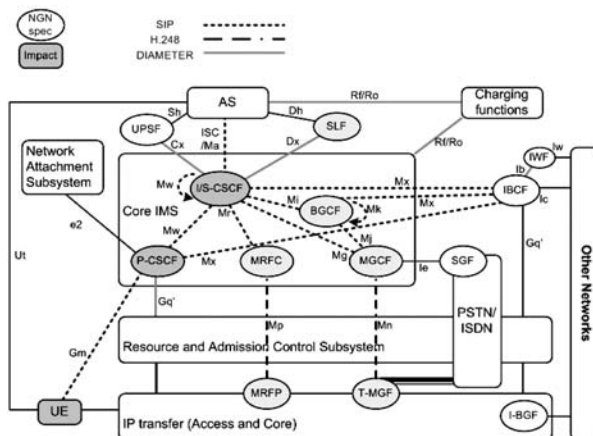 NGN
spec
Impact
SIP
H.248
DIAMETER
AS
Rf/Ro
Charging
functions
Sh
Dh
UPSF
SLF
ISC
/Ma
Cx
Dx
Rf/Ro
Network
Attachment
Subsystem
Iw
IWF
Ib
Mw
I/S-CSCF
Mx
IBCF
Ic
Core IMS
Mr
Mi
BGCF
Mk
Mx
e2
Mw
Mj
Gq'
Ut
P-CSCF
Mx
MRFC
Mg
MGCF
Ie
SGF
Gq'
Other Networks
PSTN/
ISDN
Gm
Mp
Mn
Resource and Admission Control Subsystem
MRFP
T-MGF
UE
IP transfer (Access and Core)
I-BGF